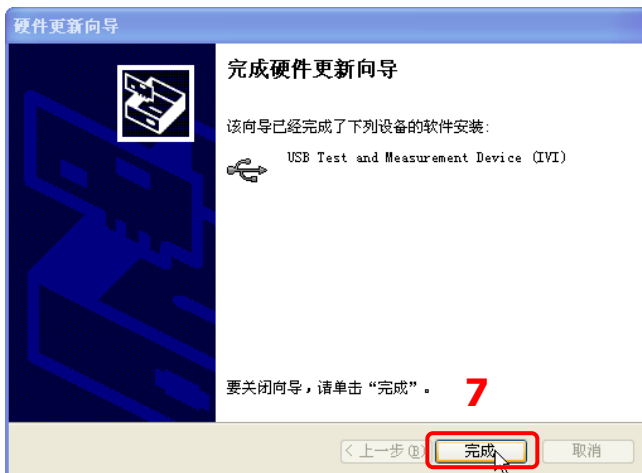 硬件更新向导
完成硬件更新向导
该向导已经完成了下列设备的软件安装:
USB Test and Measurement Device (IVI)
要关闭向导，请单击“完成”。
7
< 上一步(B) 完成 取消